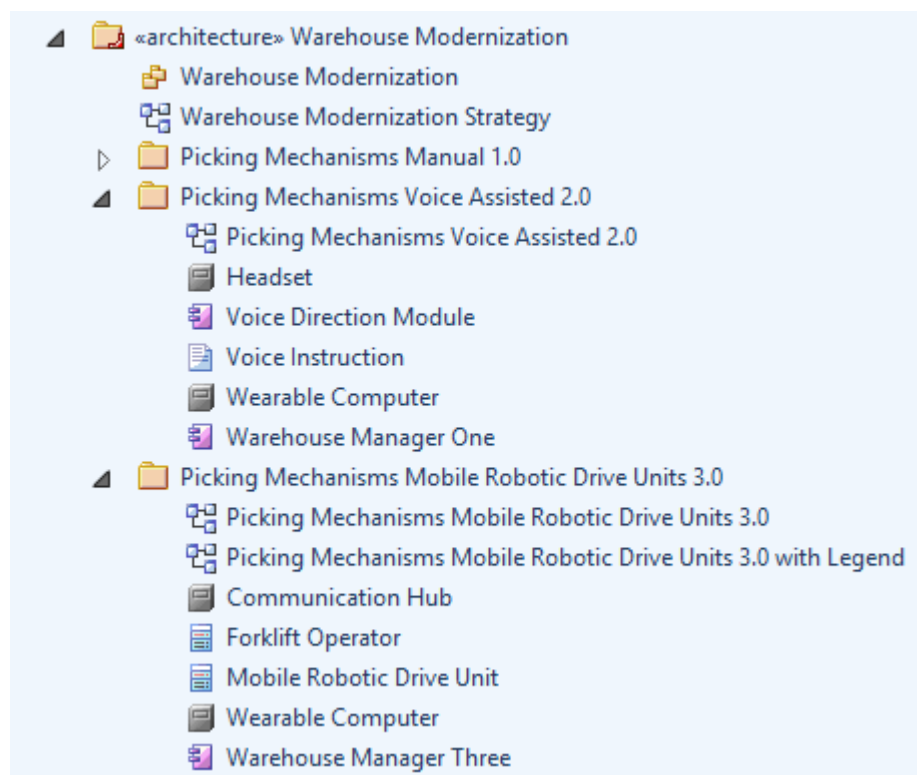 «architecture» Warehouse Modernization
Warehouse Modernization
Warehouse Modernization Strategy
Picking Mechanisms Manual 1.0
Picking Mechanisms Voice Assisted 2.0
Picking Mechanisms Voice Assisted 2.0
Headset
Voice Direction Module
Voice Instruction
Wearable Computer
Warehouse Manager One
Picking Mechanisms Mobile Robotic Drive Units 3.0
Picking Mechanisms Mobile Robotic Drive Units 3.0
Picking Mechanisms Mobile Robotic Drive Units 3.0 with Legend
Communication Hub
Forklift Operator
Mobile Robotic Drive Unit
Wearable Computer
Warehouse Manager Three